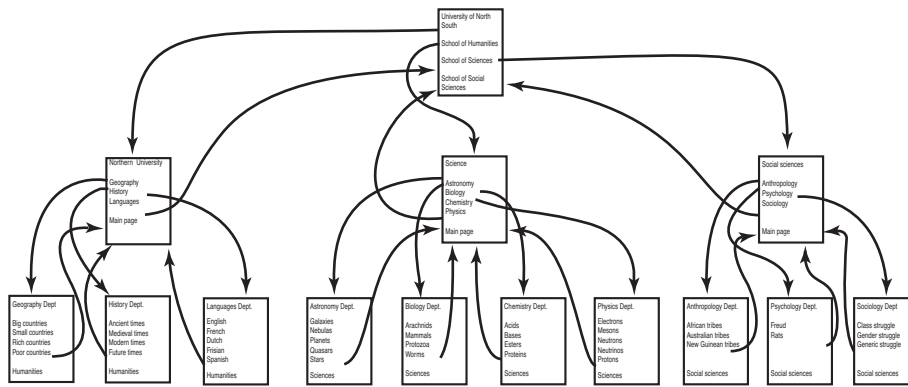 University of North
South
School of Humanities
School of Sciences
School of Social
Sciences
Northern University
Geography
History
Languages
Main page
Science
Astronomy
Biology
Chemistry
Physics
Main page
Social sciences
Anthropology
Psychology
Sociology
Main page
Geography Dept
Big countries
Small countries
Rich countries
Poor countries
Humanities
History Dept.
Ancient times
Medieval times
Modern times
Future times
Humanities
Languages Dept.
English
French
Dutch
Frisian
Spanish
Humanities
Astronomy Dept.
Galaxies
Nebulas
Planets
Quasars
Stars
Sciences
Biology Dept.
Arachnids
Mammals
Protozoa
Worms
Sciences
Chemistry Dept.
Acids
Bases
Esters
Proteins
Sciences
Physics Dept.
Electrons
Mesons
Neutrons
Neutrinos
Protons
Sciences
Anthropology Dept.
African tribes
Australian tribes
New Guinean tribes
Social sciences
Psychology Dept.
Freud
Rats
Social sciences
Sociology Dept
Class struggle
Gender struggle
Generic struggle
Social sciences